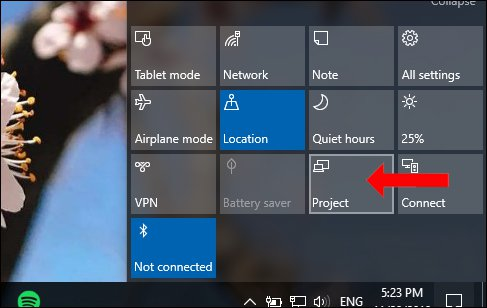 Collapse
Tablet mode
Network
Note
All settings
Airplane mode
Location
Quiet hours
25%
VPN
Battery saver
Project
Connect
Not connected
ENG
5:23 PM